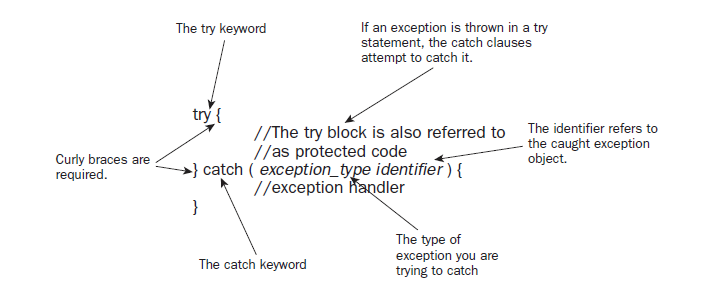 The try keyword
If an exception is thrown in a try
statement, the catch clauses
attempt to catch it.
try {
//The try block is also referred to
//as protected code
The identifier refers to
the caught exception
object.
Curly braces are
required.
} catch ( exception_type identifier ) {
//exception handler
}
The type of
exception you are
trying to catch
The catch keyword